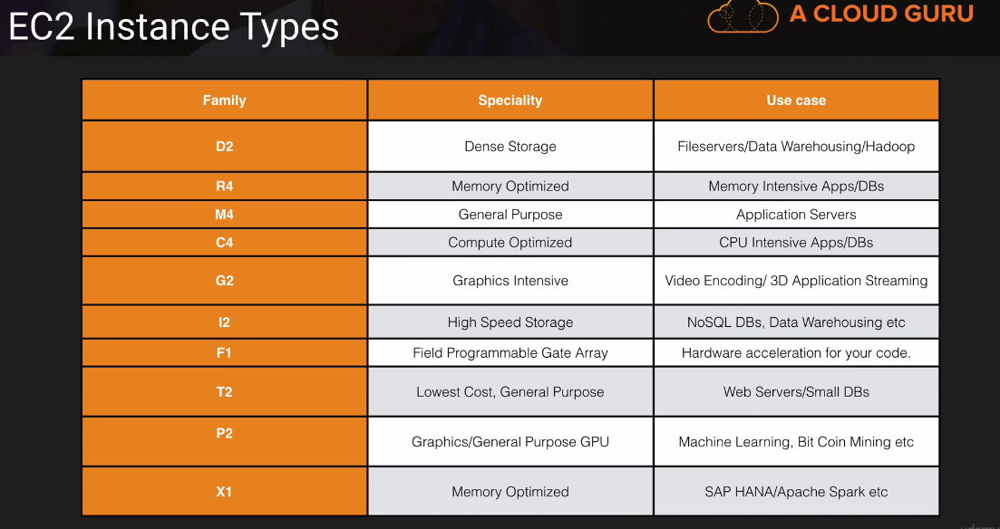 EC2 Instance Types
A CLOUD GURU
Family Speciality Use case
D2 Dense Storage Fileservers/Data Warehousing/Hadoop
R4 Memory Optimized Memory Intensive Apps/DBs
M4 General Purpose Application Servers
C4 Compute Optimized CPU Intensive Apps/DBs
G2 Graphics Intensive Video Encoding/ 3D Application Streaming
I2 High Speed Storage NoSQL DBs, Data Warehousing etc
F1 Field Programmable Gate Array Hardware acceleration for your code.
T2 Lowest Cost, General Purpose Web Servers/Small DBs
P2 Graphics/General Purpose GPU Machine Learning, Bit Coin Mining etc
X1 Memory Optimized SAP HANA/Apache Spark etc